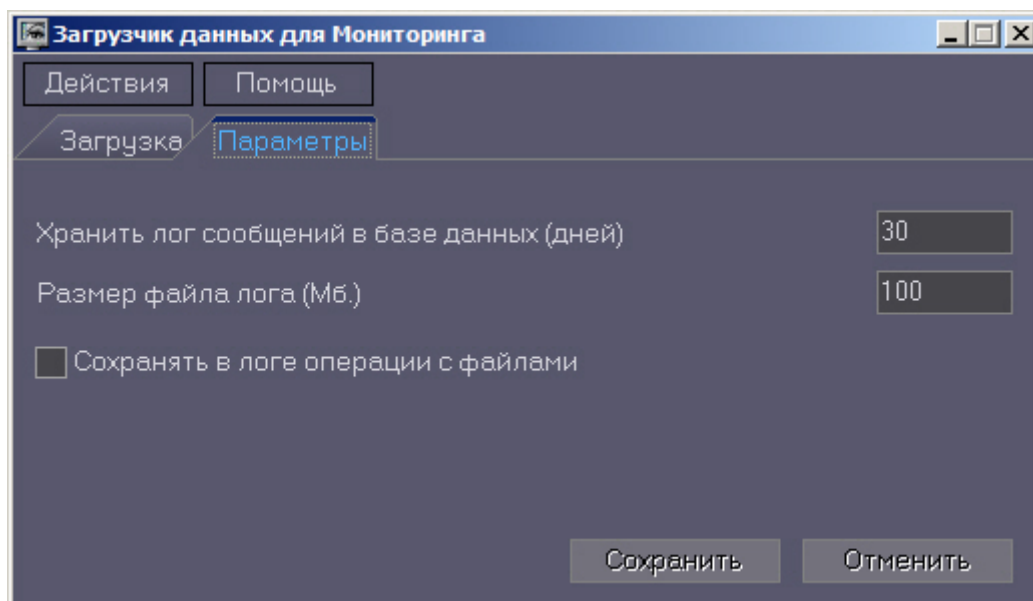 Загрузчик данных для Мониторинга
Действия Помощь
Загрузка Параметры
Хранить лог сообщений в базе данных (дней) 30
Размер файла лога (Мб.) 100
Сохранять в логе операции с файлами
Сохранить Отменить